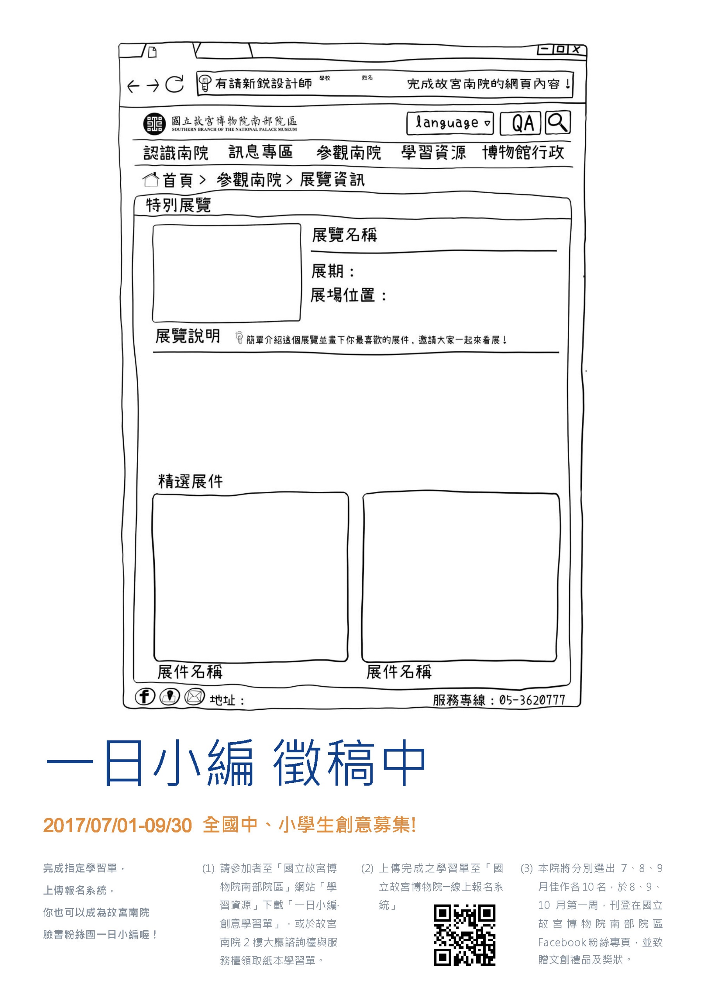 有請新銳設計師 學校 姓名 完成故宮南院的網頁內容！
國立故宮博物院南部院區
SOUTHERN BRANCH OF THE NATIONAL PALACE MUSEUM
language QA
認識南院 訊息專區 參觀南院 學習資源 博物館行政
首頁 > 參觀南院 > 展覽資訊
特別展覽
展覽名稱
展期：
展場位置：
展覽說明 簡單介紹這個展覽並畫下你最喜歡的展件，邀請大家一起來看展！
精選展件
展件名稱 展件名稱
地址： 服務專線：05-3620777
一日小編 徵稿中
2017/07/01-09/30 全國中、小學生創意募集!
完成指定學習單，
上傳報名系統，
你也可以成為故宮南院
臉書粉絲團一日小編喔！
(1) 請參加者至「國立故宮博
物院南部院區」網站「學
習資源」下載「一日小編‧
創意學習單」，或於故宮
南院 2 樓大廳諮詢檯與服
務檯領取紙本學習單。
(2) 上傳完成之學習單至「國
立故宮博物院—線上報名系
統」
(3) 本院將分別選出 7、8、9
月佳作各 10 名，於 8、9、
10 月第一周，刊登在國立
故宮博物院南部院區
Facebook 粉絲專頁，並致
贈文創禮品及獎狀。